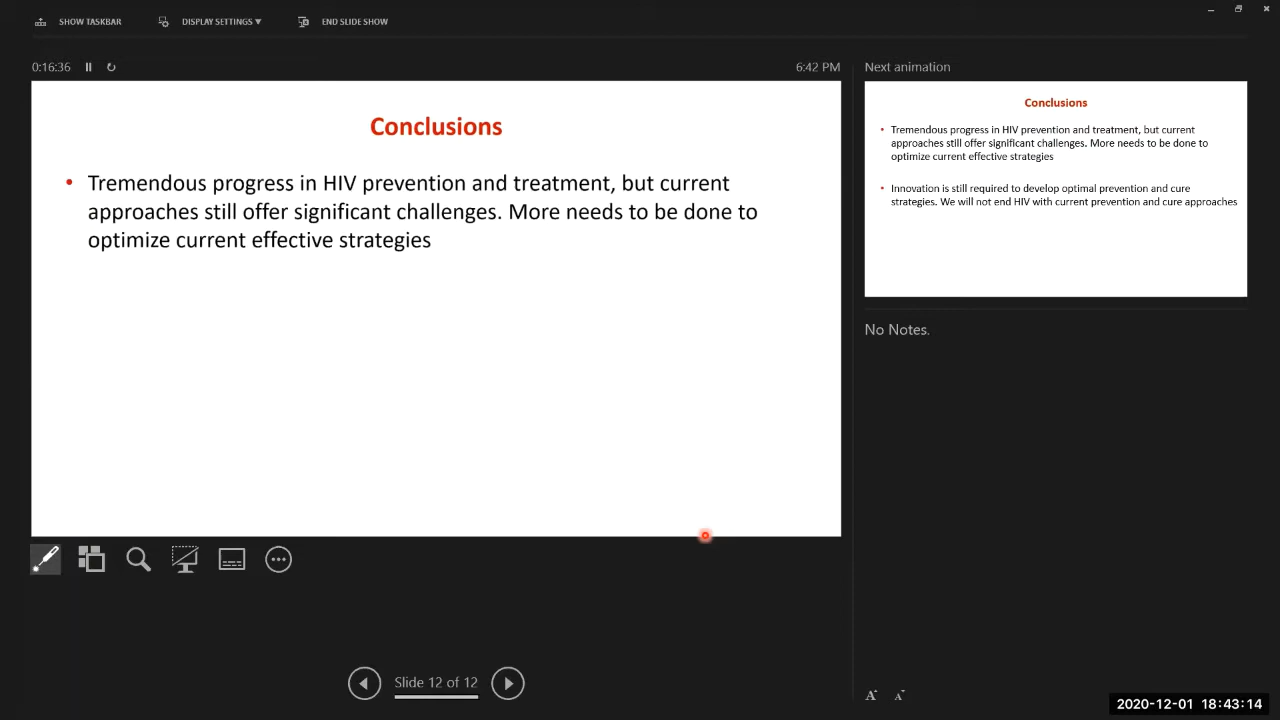 SHOW TASKBAR
DISPLAY SETTINGS ▼
END SLIDE SHOW
0:16:36
6:42 PM
Conclusions
• Tremendous progress in HIV prevention and treatment, but current
approaches still offer significant challenges. More needs to be done to
optimize current effective strategies
Slide 12 of 12
Next animation
Conclusions
• Tremendous progress in HIV prevention and treatment, but current
approaches still offer significant challenges. More needs to be done to
optimize current effective strategies
• Innovation is still required to develop optimal prevention and cure
strategies. We will not end HIV with current prevention and cure approaches
No Notes.
A A
2020-12-01 18:43:14